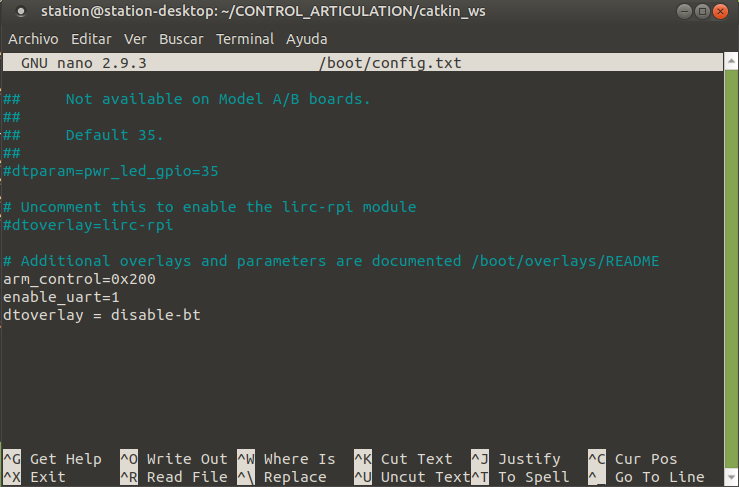 station@station-desktop: ~/CONTROL_ARTICULATION/catkin_ws
Archivo Editar Ver Buscar Terminal Ayuda
GNU nano 2.9.3 /boot/config.txt
## Not available on Model A/B boards.
##
## Default 35.
##
#dtparam=pwr_led_gpio=35
# Uncomment this to enable the lirc-rpi module
#dtoverlay=lirc-rpi
# Additional overlays and parameters are documented /boot/overlays/README
arm_control=0x200
enable_uart=1
dtoverlay = disable-bt
^G Get Help ^O Write Out ^W Where Is ^K Cut Text ^J Justify ^C Cur Pos
^X Exit ^R Read File ^\ Replace ^U Uncut Text ^T To Spell ^_ Go To Line